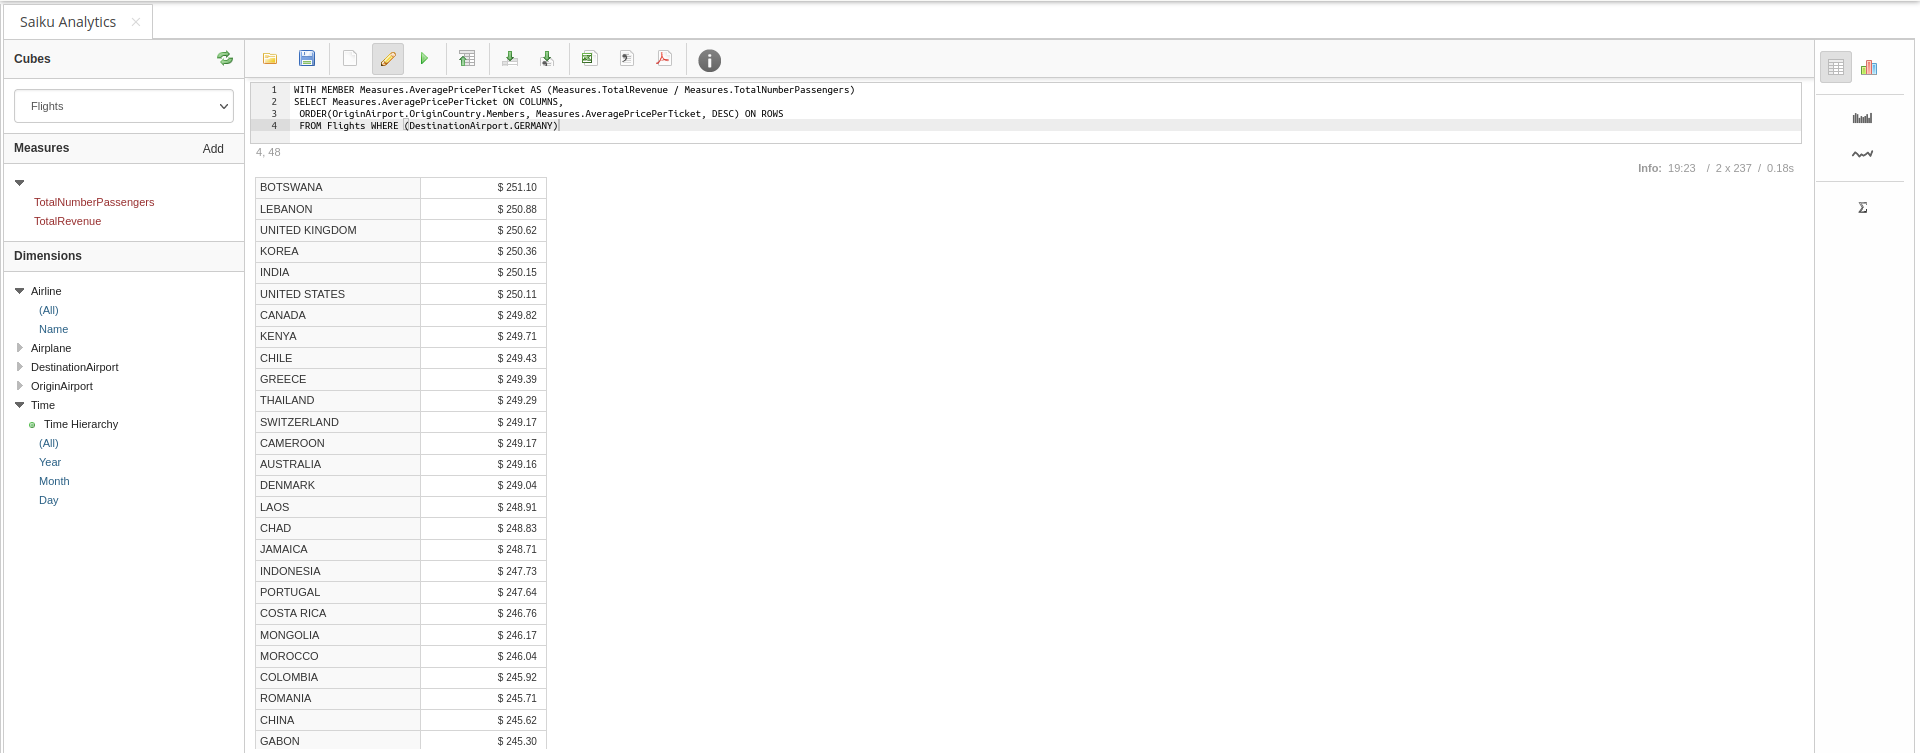 Saiku Analytics ×
Cubes
Flights
Measures Add
TotalNumberPassengers
TotalRevenue
Dimensions
Airline
(All)
Name
Airplane
DestinationAirport
OriginAirport
Time
Time Hierarchy
(All)
Year
Month
Day
1 WITH MEMBER Measures.AveragePricePerTicket AS (Measures.TotalRevenue / Measures.TotalNumberPassengers)
2 SELECT Measures.AveragePricePerTicket ON COLUMNS,
3 ORDER(OriginAirport.OriginCountry.Members, Measures.AveragePricePerTicket, DESC) ON ROWS
4 FROM Flights WHERE (DestinationAirport.GERMANY)
4, 48
Info: 19:23 / 2 x 237 / 0.18s
BOTSWANA $ 251.10
LEBANON $ 250.88
UNITED KINGDOM $ 250.62
KOREA $ 250.36
INDIA $ 250.15
UNITED STATES $ 250.11
CANADA $ 249.82
KENYA $ 249.71
CHILE $ 249.43
GREECE $ 249.39
THAILAND $ 249.29
SWITZERLAND $ 249.17
CAMEROON $ 249.17
AUSTRALIA $ 249.16
DENMARK $ 249.04
LAOS $ 248.91
CHAD $ 248.83
JAMAICA $ 248.71
INDONESIA $ 247.73
PORTUGAL $ 247.64
COSTA RICA $ 246.76
MONGOLIA $ 246.17
MOROCCO $ 246.04
COLOMBIA $ 245.92
ROMANIA $ 245.71
CHINA $ 245.62
GABON $ 245.30
Σ